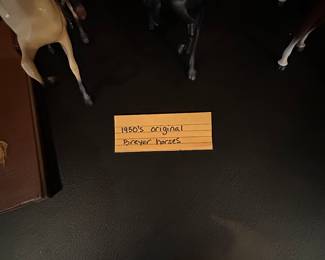 1950's original
Breyer horses